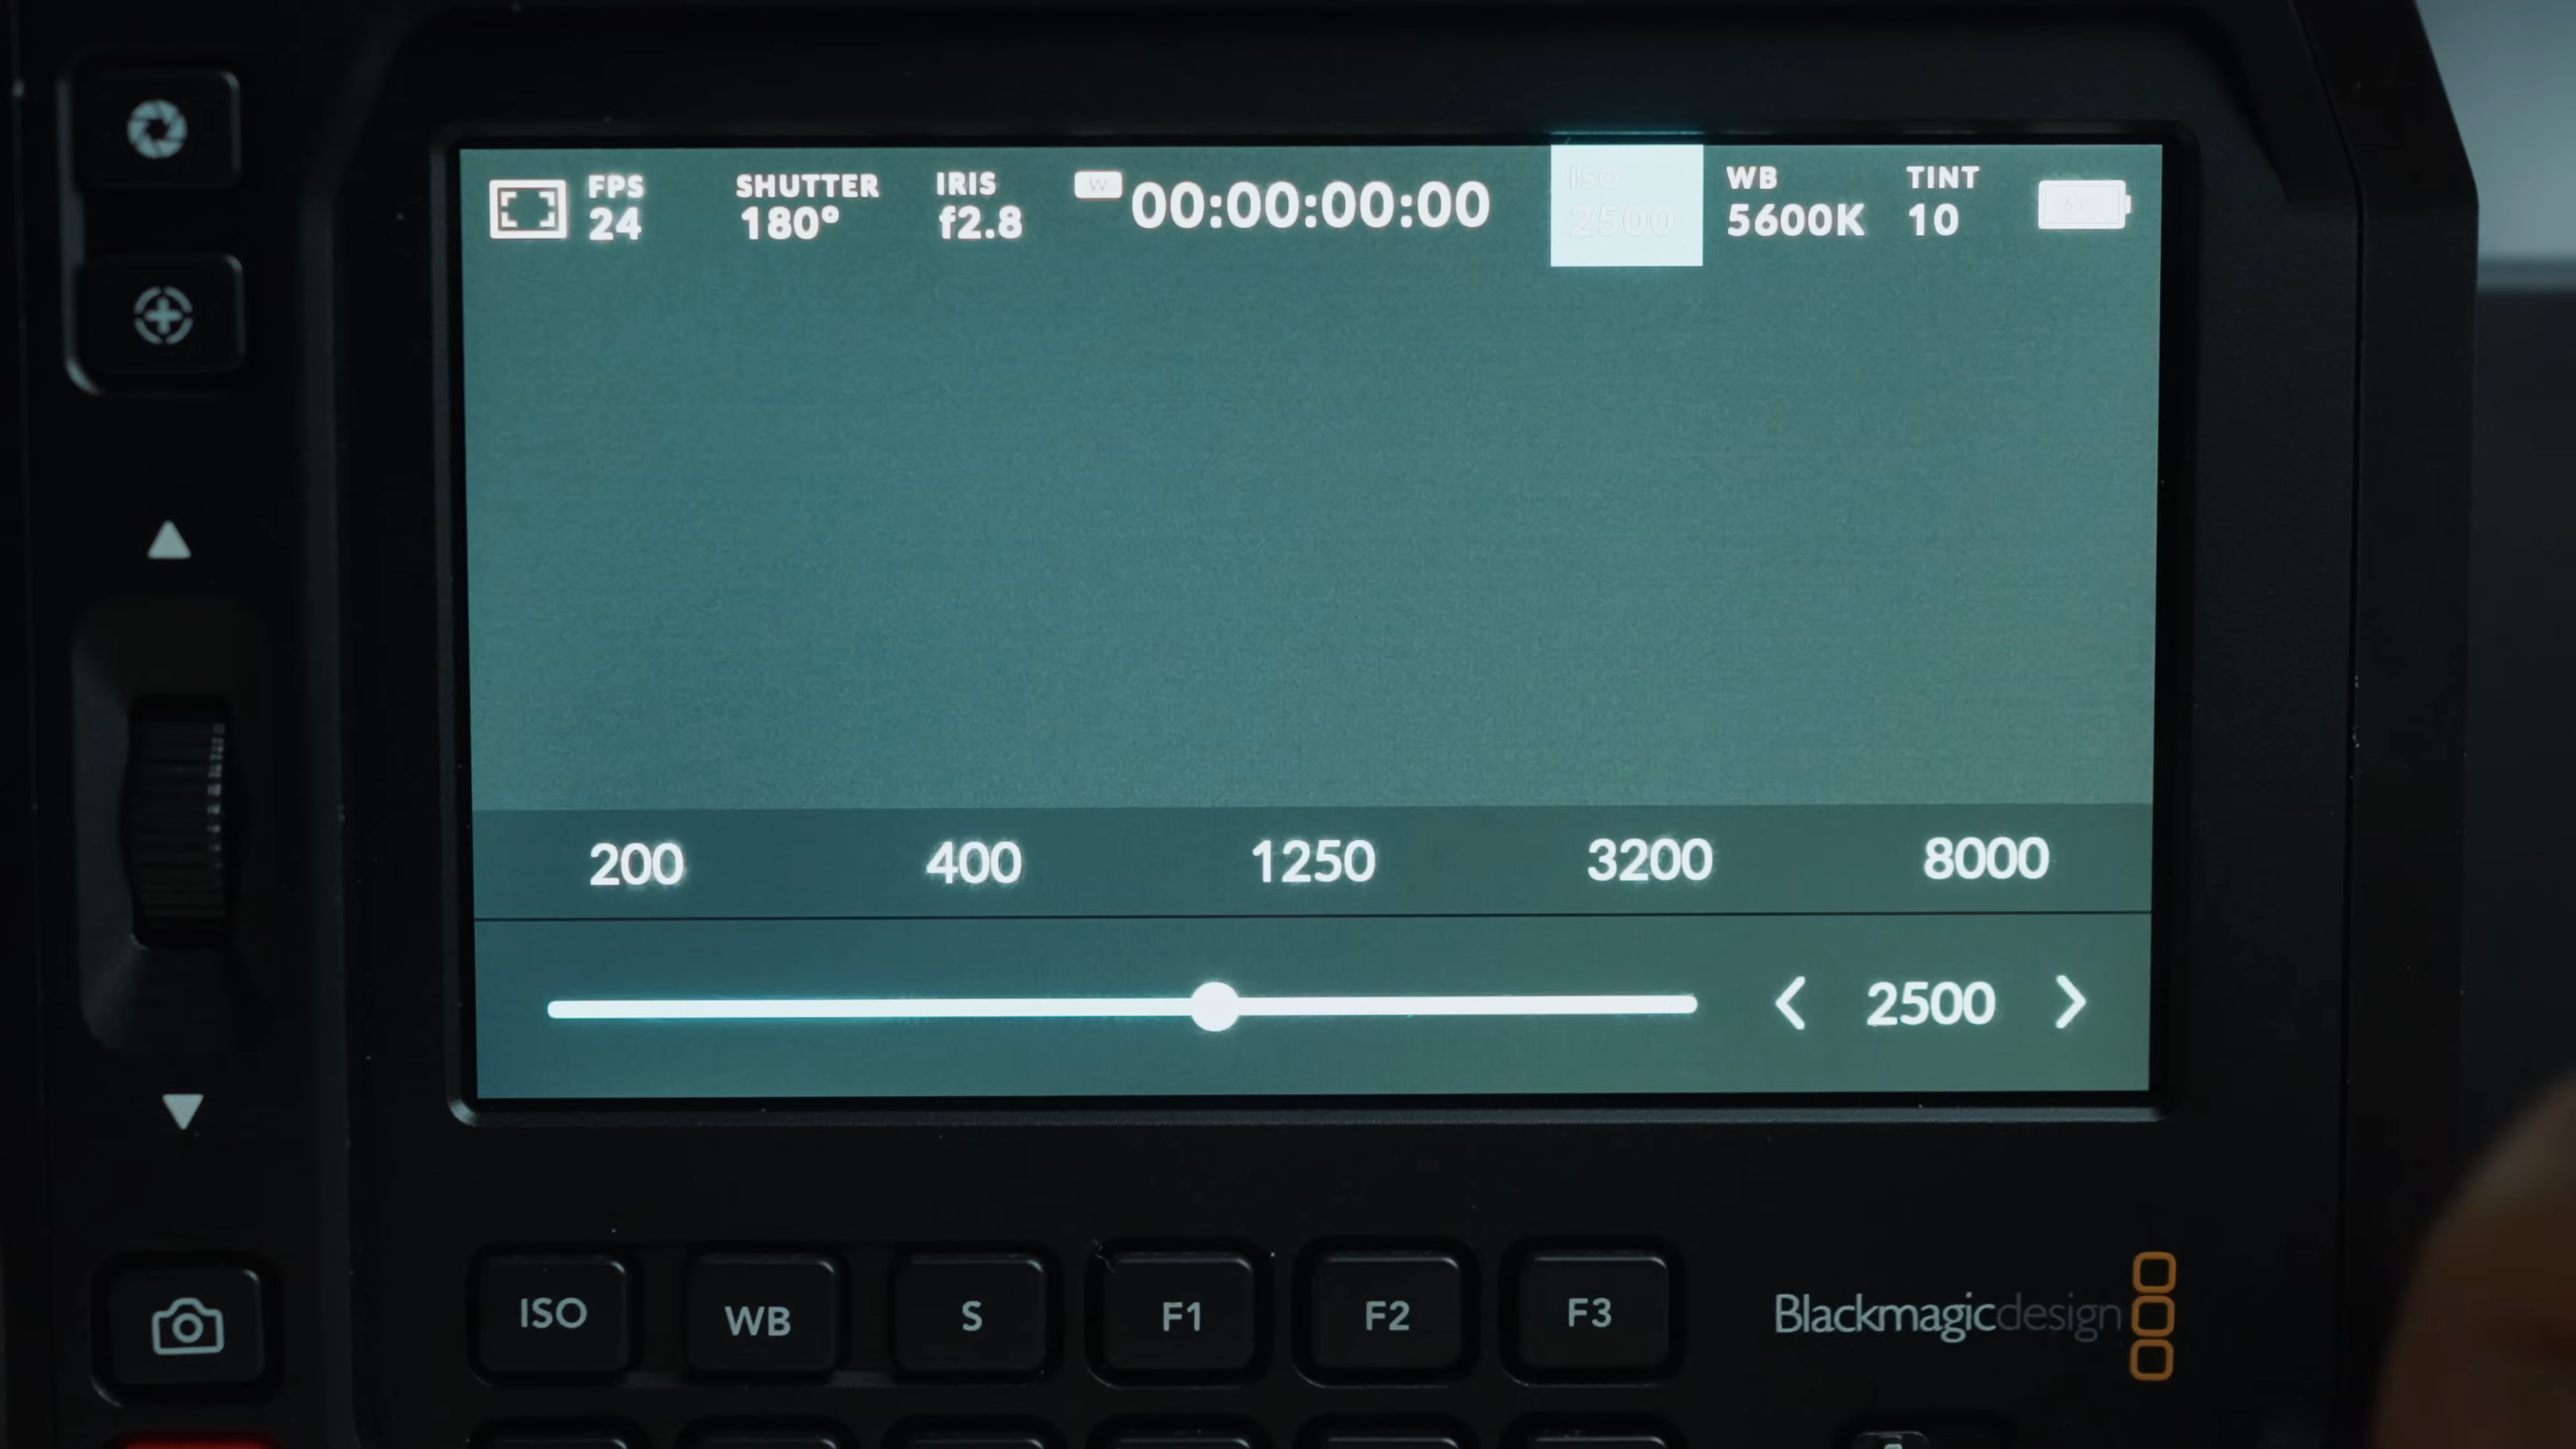 FPS SHUTTER IRIS W 00:00:00:00 ISO WB TINT
24 180° f2.8 2500 5600K 10
200 400 1250 3200 8000
2500
ISO WB S F1 F2 F3 Blackmagicdesign